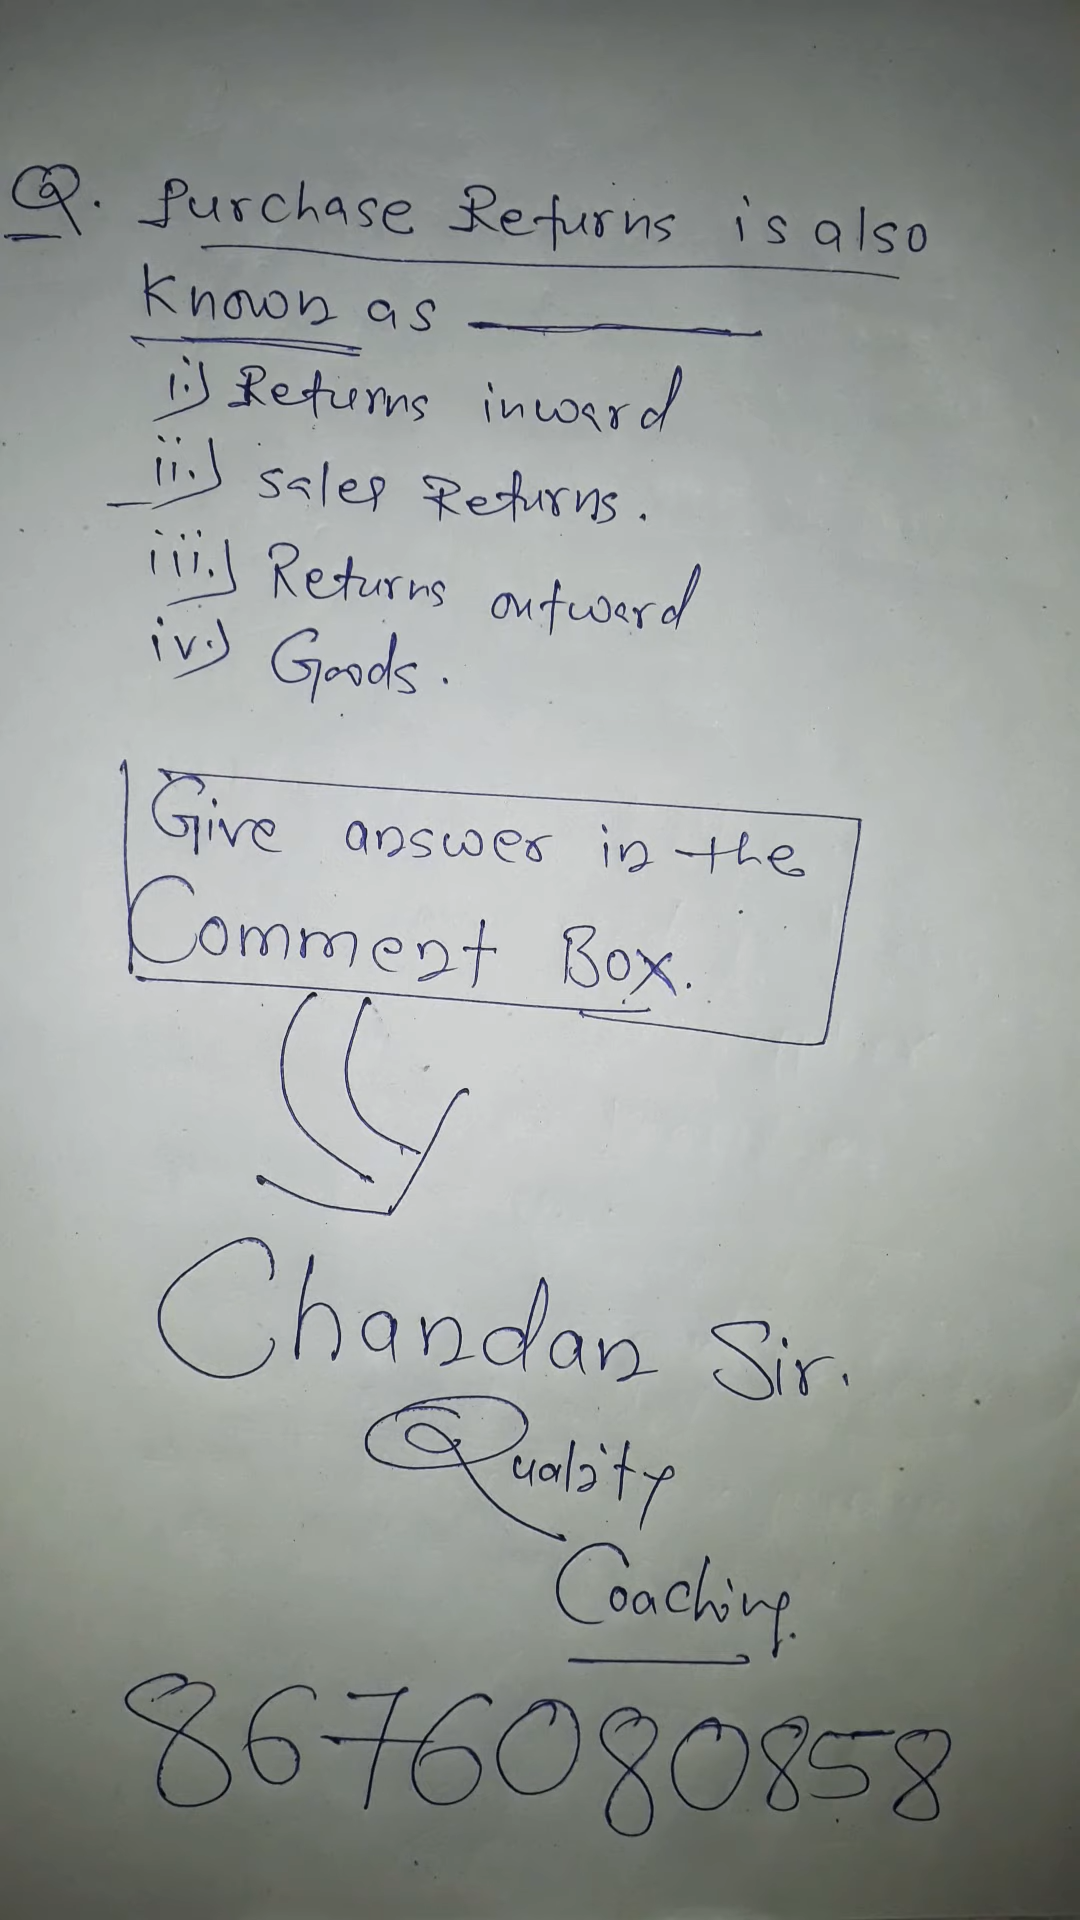 Q. Purchase Returns is also
Known as ———
i.) Returns inward
ii.) Sales Returns.
iii.) Returns outward
iv.) Goods.
Give answer in the
Comment Box.
Chandan Sir.
Quality
Coaching.
8676080858